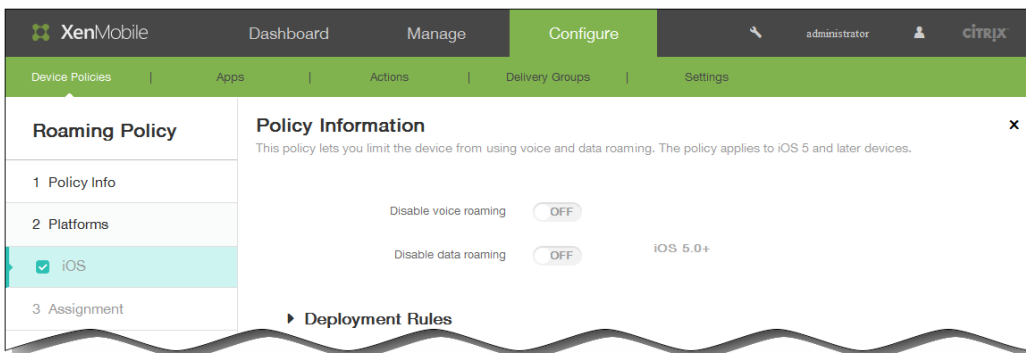 XenMobile Dashboard Manage Configure administrator CİTRIX
Device Policies | Apps | Actions | Delivery Groups | Settings
Roaming Policy
1 Policy Info
2 Platforms
iOS
3 Assignment
Policy Information
This policy lets you limit the device from using voice and data roaming. The policy applies to iOS 5 and later devices.
Disable voice roaming OFF
Disable data roaming OFF iOS 5.0+
Deployment Rules